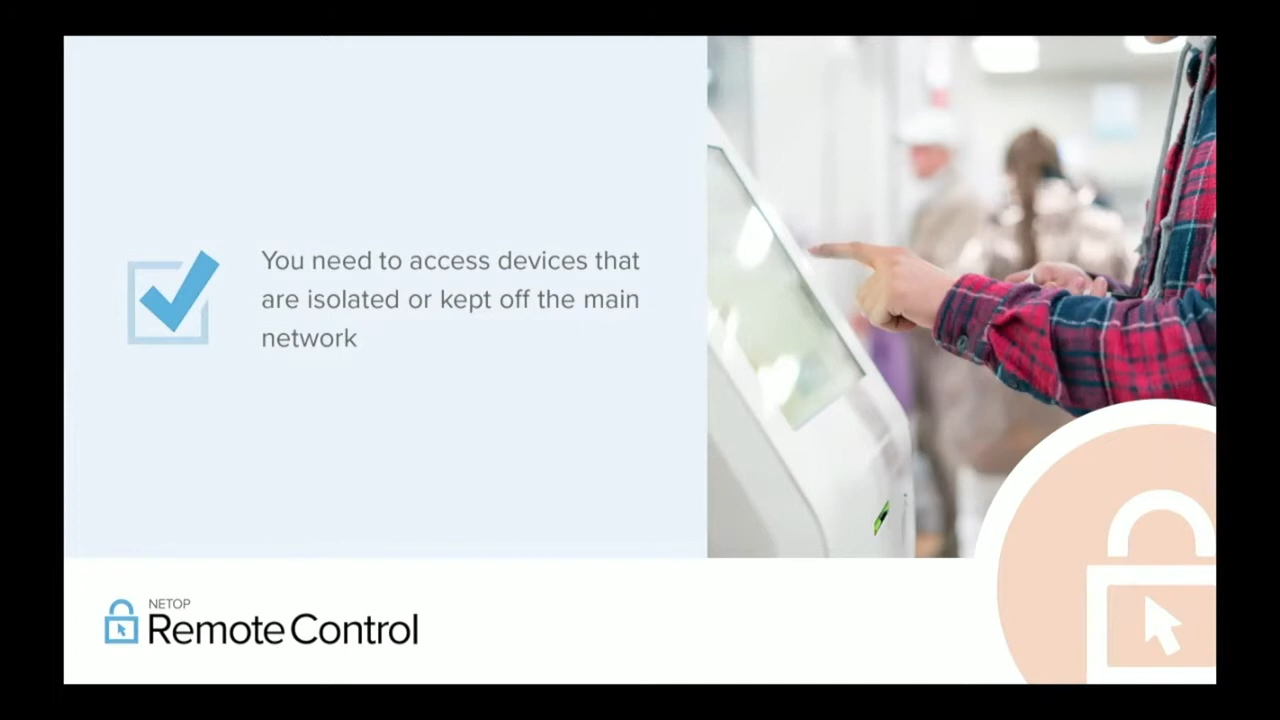 You need to access devices that
are isolated or kept off the main
network
NETOP
Remote Control